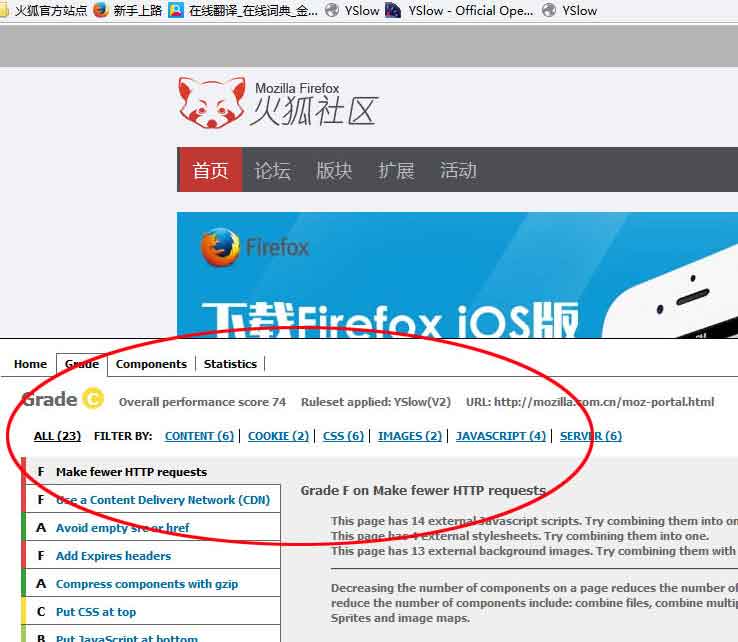 火狐官方站点 新手上路 在线翻译_在线词典_金... YSlow YSlow - Official Ope... YSlow
Mozilla Firefox
火狐社区
首页 论坛 版块 扩展 活动
Firefox
下载Firefox iOS版
Home Grade Components Statistics
Grade C Overall performance score 74 Ruleset applied: YSlow(V2) URL: http://mozilla.com.cn/moz-portal.html
ALL (23) FILTER BY: CONTENT (6) COOKIE (2) CSS (6) IMAGES (2) JAVASCRIPT (4) SERVER (6)
F Make fewer HTTP requests
F Use a Content Delivery Network (CDN)
A Avoid empty src or href
F Add Expires headers
A Compress components with gzip
C Put CSS at top
B Put JavaScript at bottom
Grade F on Make fewer HTTP requests
This page has 14 external Javascript scripts. Try combining them into on
This page has 4 external stylesheets. Try combining them into one.
This page has 13 external background images. Try combining them with
Decreasing the number of components on a page reduces the number of
reduce the number of components include: combine files, combine multip
Sprites and image maps.